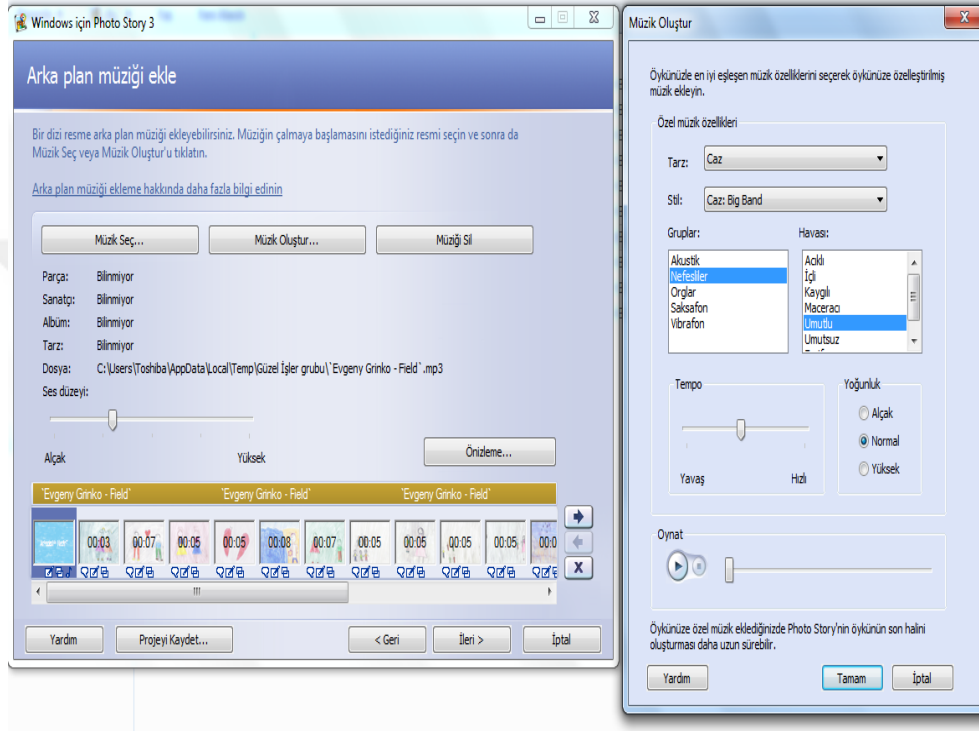 Windows için Photo Story 3
Arka plan müziği ekle
Bir dizi resme arka plan müziği ekleyebilirsiniz. Müziğin çalmaya başlamasını istediğiniz resmi seçin ve sonra da
Müzik Seç veya Müzik Oluştur'u tıklatın.
Arka plan müziği ekleme hakkında daha fazla bilgi edinin
Müzik Seç...
Müzik Oluştur...
Müziği Sil
Parça: Bilinmiyor
Sanatçı: Bilinmiyor
Albüm: Bilinmiyor
Tarz: Bilinmiyor
Dosya: C:\Users\Toshiba\AppData\Local\Temp\Güzel İşler grubu\`Evgeny Grinko - Field`.mp3
Ses düzeyi:
Alçak Yüksek
Önizleme...
`Evgeny Grinko - Field` `Evgeny Grinko - Field` `Evgeny Grinko - Field`
00:03 00:07 00:05 00:05 00:08 00:07 00:05 00:05 00:05 00:05 00:0
Yardım
Projeyi Kaydet...
< Geri
İleri >
İptal
Müzik Oluştur
Öykünüzle en iyi eşleşen müzik özelliklerini seçerek öykünüze özelleştirilmiş
müzik ekleyin.
Özel müzik özellikleri
Tarz: Caz
Stil: Caz: Big Band
Gruplar:
Akustik
Nefesliler
Orglar
Saksafon
Vibrafon
Havası:
Acıklı
İçli
Kaygılı
Maceracı
Umutlu
Umutsuz
Tempo
Yavaş Hızlı
Yoğunluk
Alçak
Normal
Yüksek
Oynat
Öykünüze özel müzik eklediğinizde Photo Story'nin öykünün son halini
oluşturması daha uzun sürebilir.
Yardım
Tamam
İptal